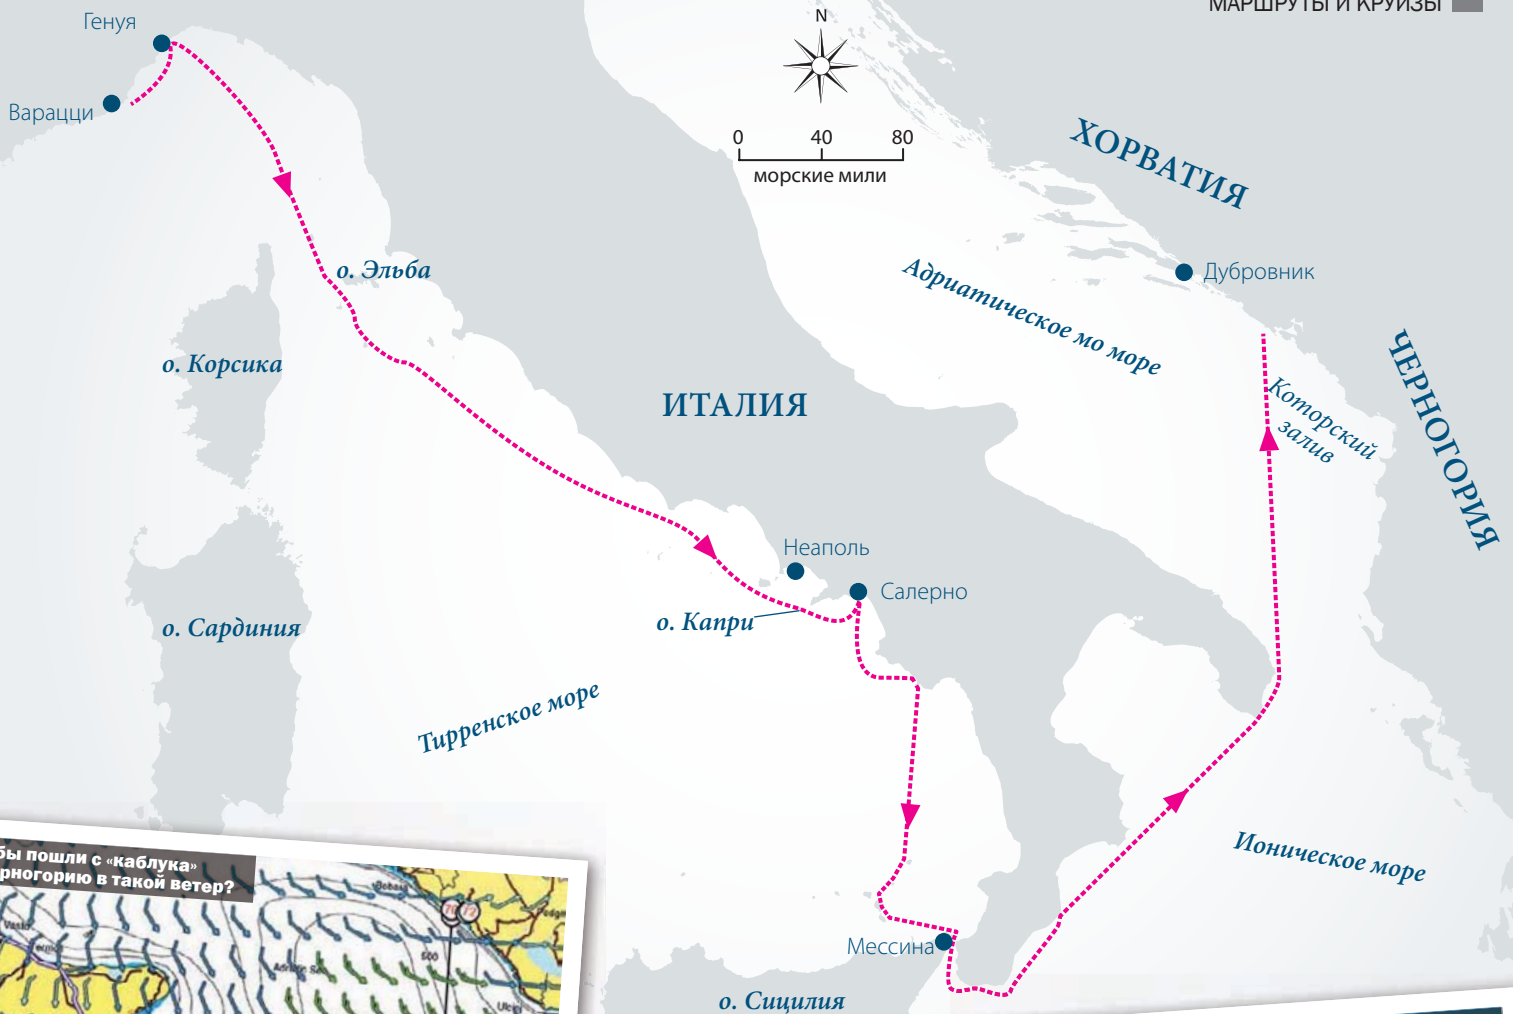 МАРШРУТЫ И КРУИЗЫ
Генуя
N
Варацци
0 40 80
морские мили
ХОРВАТИЯ
о. Эльба
Адриатическое мо море
Дубровник
о. Корсика
ИТАЛИЯ
Которский
залив
ЧЕРНОГОРИЯ
Неаполь
Салерно
о. Капри
о. Сардиния
Тирренское море
Ионическое море
бы пошли с «каблука»
рногорию в такой ветер?
Мессина
500
о. Сицилия